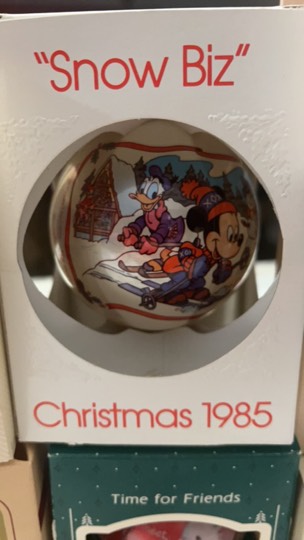 "Snow Biz"
Christmas 1985
Time for Friends